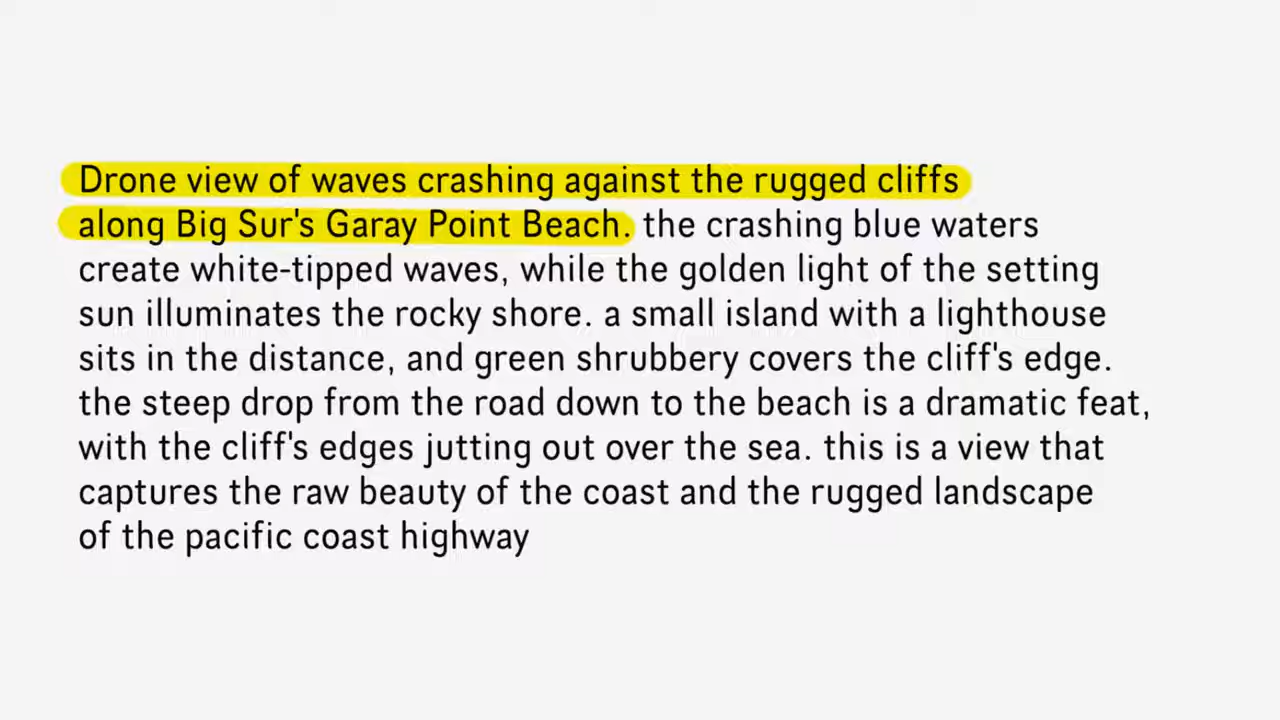 Drone view of waves crashing against the rugged cliffs
along Big Sur's Garay Point Beach. the crashing blue waters
create white-tipped waves, while the golden light of the setting
sun illuminates the rocky shore. a small island with a lighthouse
sits in the distance, and green shrubbery covers the cliff's edge.
the steep drop from the road down to the beach is a dramatic feat,
with the cliff's edges jutting out over the sea. this is a view that
captures the raw beauty of the coast and the rugged landscape
of the pacific coast highway